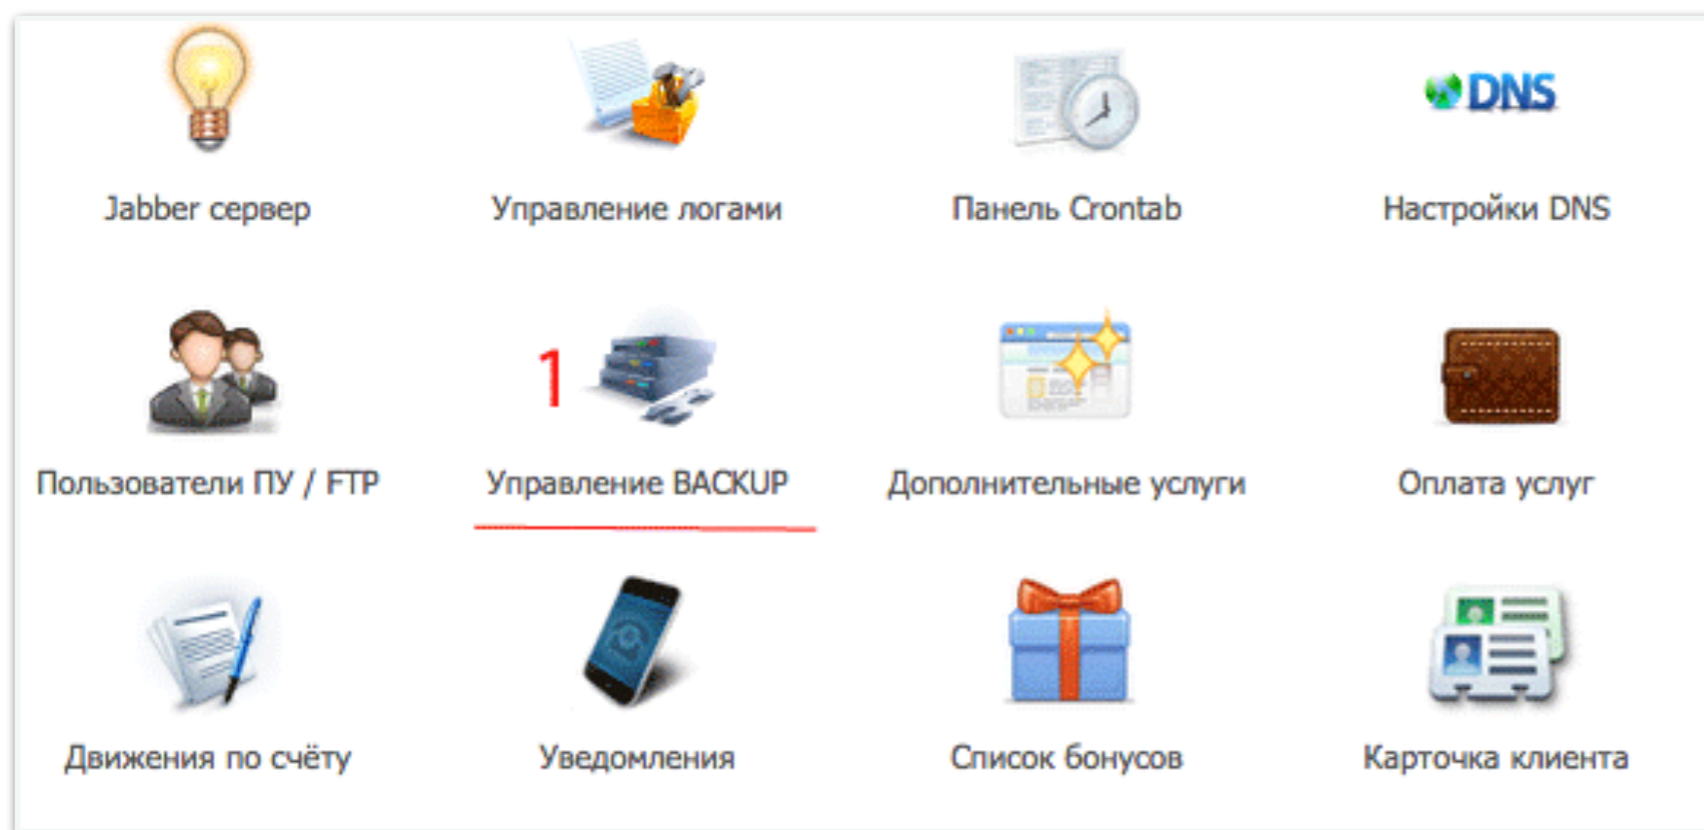 DNS
Jabber сервер
Управление логами
Панель Crontab
Настройки DNS
1
Пользователи ПУ / FTP
Управление BACKUP
Дополнительные услуги
Оплата услуг
Движения по счёту
Уведомления
Список бонусов
Карточка клиента